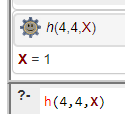 h(4,4,X)
X = 1
?- h(4,4,X)